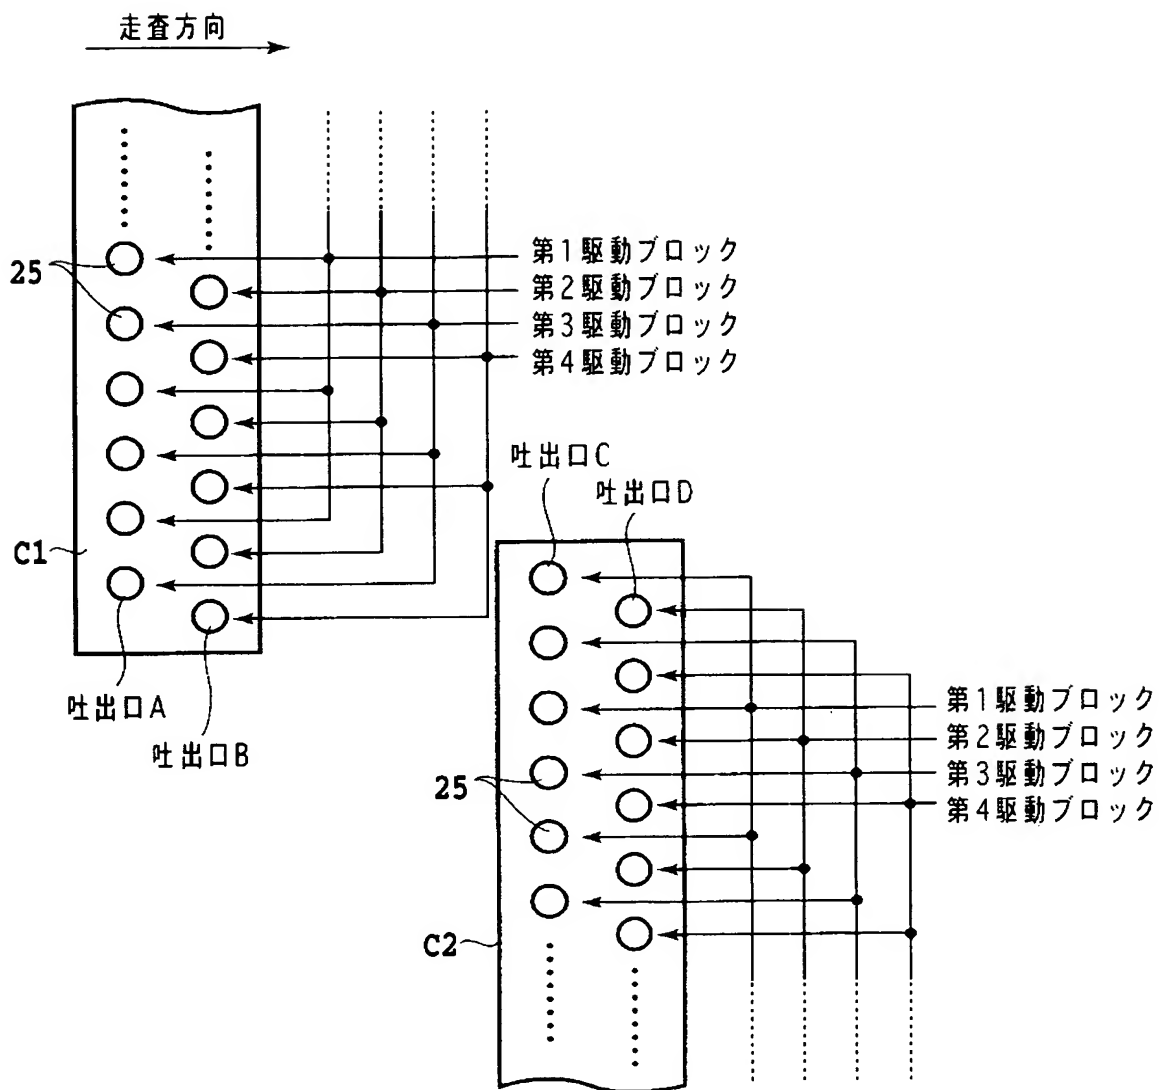 走査方向
第1駆動ブロック
第2駆動ブロック
第3駆動ブロック
第4駆動ブロック
25
吐出口C
吐出口D
C1
吐出口A
吐出口B
第1駆動ブロック
第2駆動ブロック
第3駆動ブロック
第4駆動ブロック
25
C2